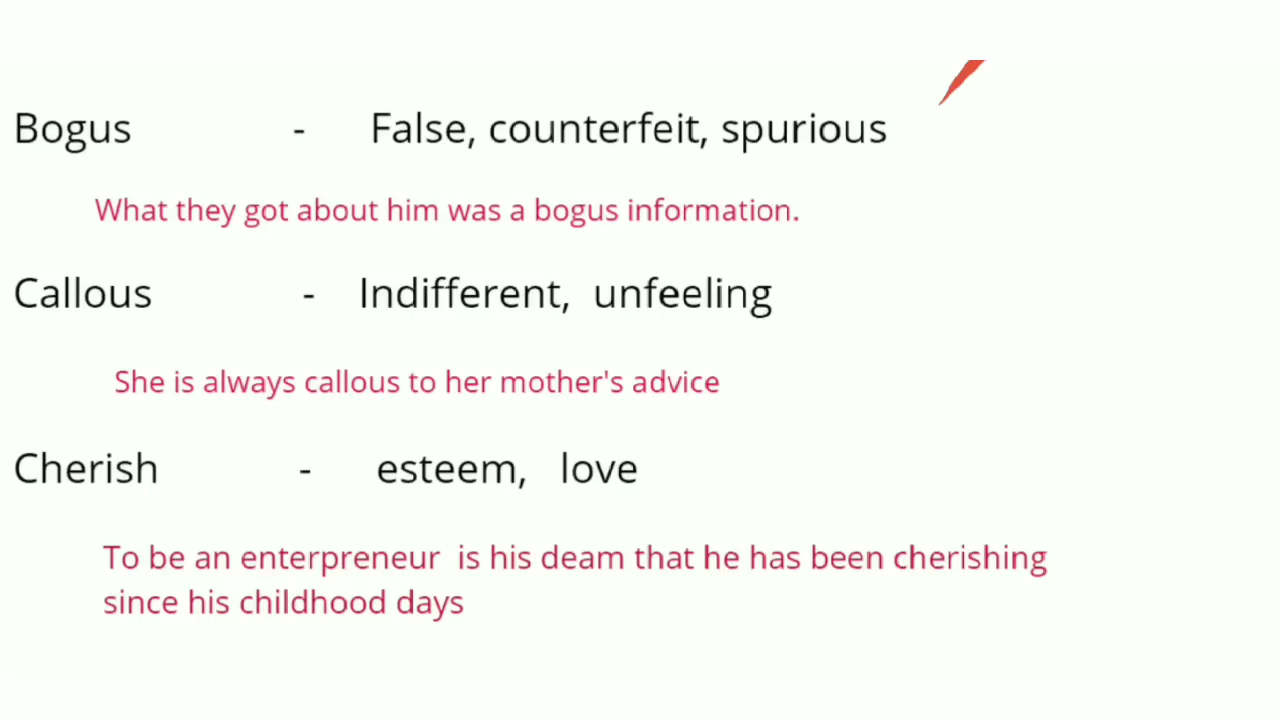 Bogus - False, counterfeit, spurious
What they got about him was a bogus information.
Callous - Indifferent, unfeeling
She is always callous to her mother's advice
Cherish - esteem, love
To be an enterpreneur is his deam that he has been cherishing
since his childhood days